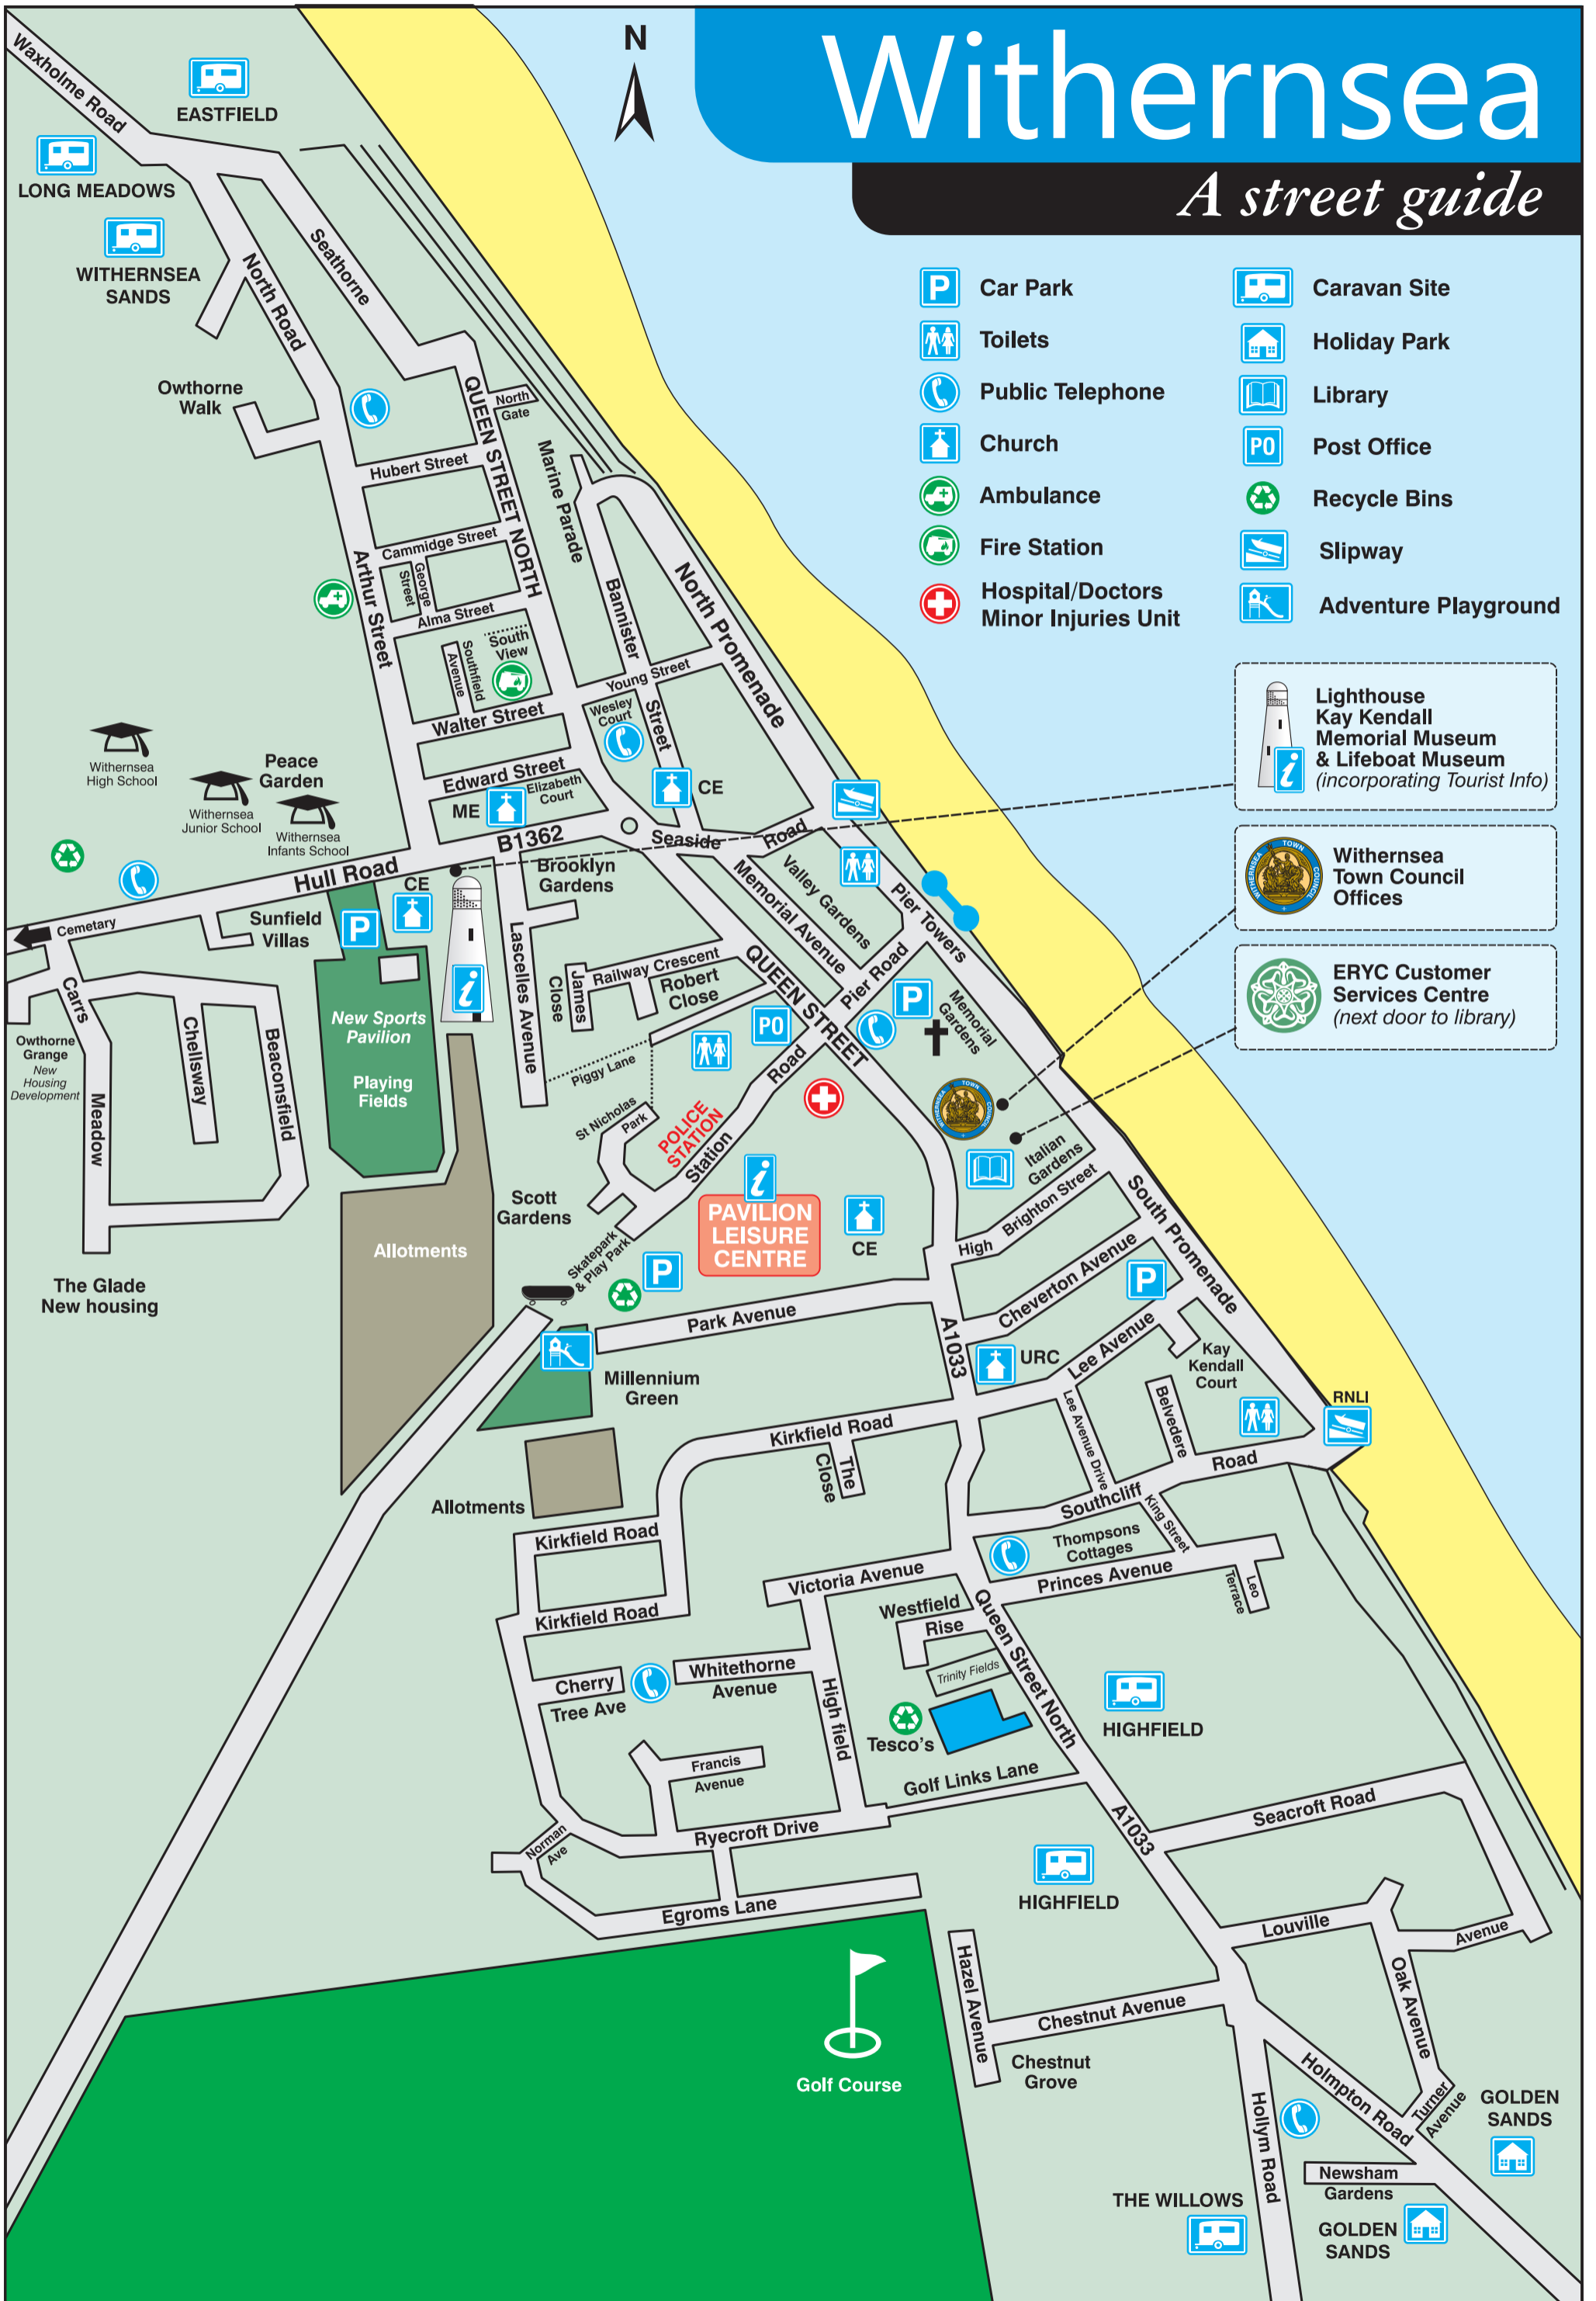 Withernsea
A street guide
N
P
Car Park
Toilets
Public Telephone
Church
Ambulance
Fire Station
Hospital/Doctors
Minor Injuries Unit
Caravan Site
Holiday Park
Library
PO
Post Office
Recycle Bins
Slipway
Adventure Playground
i
Lighthouse
Kay Kendall
Memorial Museum
& Lifeboat Museum
(incorporating Tourist Info)
WITHERNSEA TOWN COUNCIL
Withernsea
Town Council
Offices
ERYC Customer
Services Centre
(next door to library)
Waxholme Road
EASTFIELD
LONG MEADOWS
WITHERNSEA
SANDS
Seathorne
North Road
Owthorne
Walk
QUEEN STREET NORTH
North
Gate
Marine Parade
Hubert Street
Cammidge Street
George
Street
Arthur Street
Alma Street
South
View
Southfield
Avenue
Bannister
Street
North Promenade
Young Street
Walter Street
Wesley
Court
Withernsea
High School
Peace
Garden
Withernsea
Junior School
Withernsea
Infants School
Edward Street
Elizabeth
Court
ME
CE
B1362
Seaside
Road
Hull Road
CE
P
Cemetary
Sunfield
Villas
Brooklyn
Gardens
Memorial Avenue
Valley Gardens
Pier Towers
Lascelles Avenue
i
Railway Crescent
James
Close
Robert
Close
QUEEN STREET
Pier Road
P
PO
Memorial
Gardens
Carrs
Meadow
Owthorne
Grange
New
Housing
Development
Chellsway
Beaconsfield
New Sports
Pavilion
Playing
Fields
Piggy Lane
St Nicholas
Park
POLICE
STATION
Station
Road
WITHERNSEA TOWN COUNCIL
Italian
Gardens
i
PAVILION
LEISURE
CENTRE
CE
High
Brighton Street
South Promenade
Scott
Gardens
Skatepark
& Play Park
P
Allotments
The Glade
New housing
Park Avenue
A1033
Cheverton Avenue
P
URC
Lee Avenue
Kay
Kendall
Court
RNLI
Millennium
Green
Kirkfield Road
The
Close
Lee Avenue Drive
Belvedere
Southcliff
Road
Allotments
Kirkfield Road
King Street
Thompsons
Cottages
Princes Avenue
Leo
Terrace
Victoria Avenue
Kirkfield Road
Westfield
Rise
Queen Street North
Trinity Fields
Cherry
Tree Ave
Whitethorne
Avenue
High field
Tesco's
HIGHFIELD
Francis
Avenue
Golf Links Lane
Ryecroft Drive
Norman
Ave
A1033
Seacroft Road
HIGHFIELD
Egroms Lane
Louville
Avenue
Hazel Avenue
Oak Avenue
Chestnut Avenue
Chestnut
Grove
Golf Course
Holmpton Road
Turner
Avenue
GOLDEN
SANDS
Hollym Road
Newsham
Gardens
THE WILLOWS
GOLDEN
SANDS